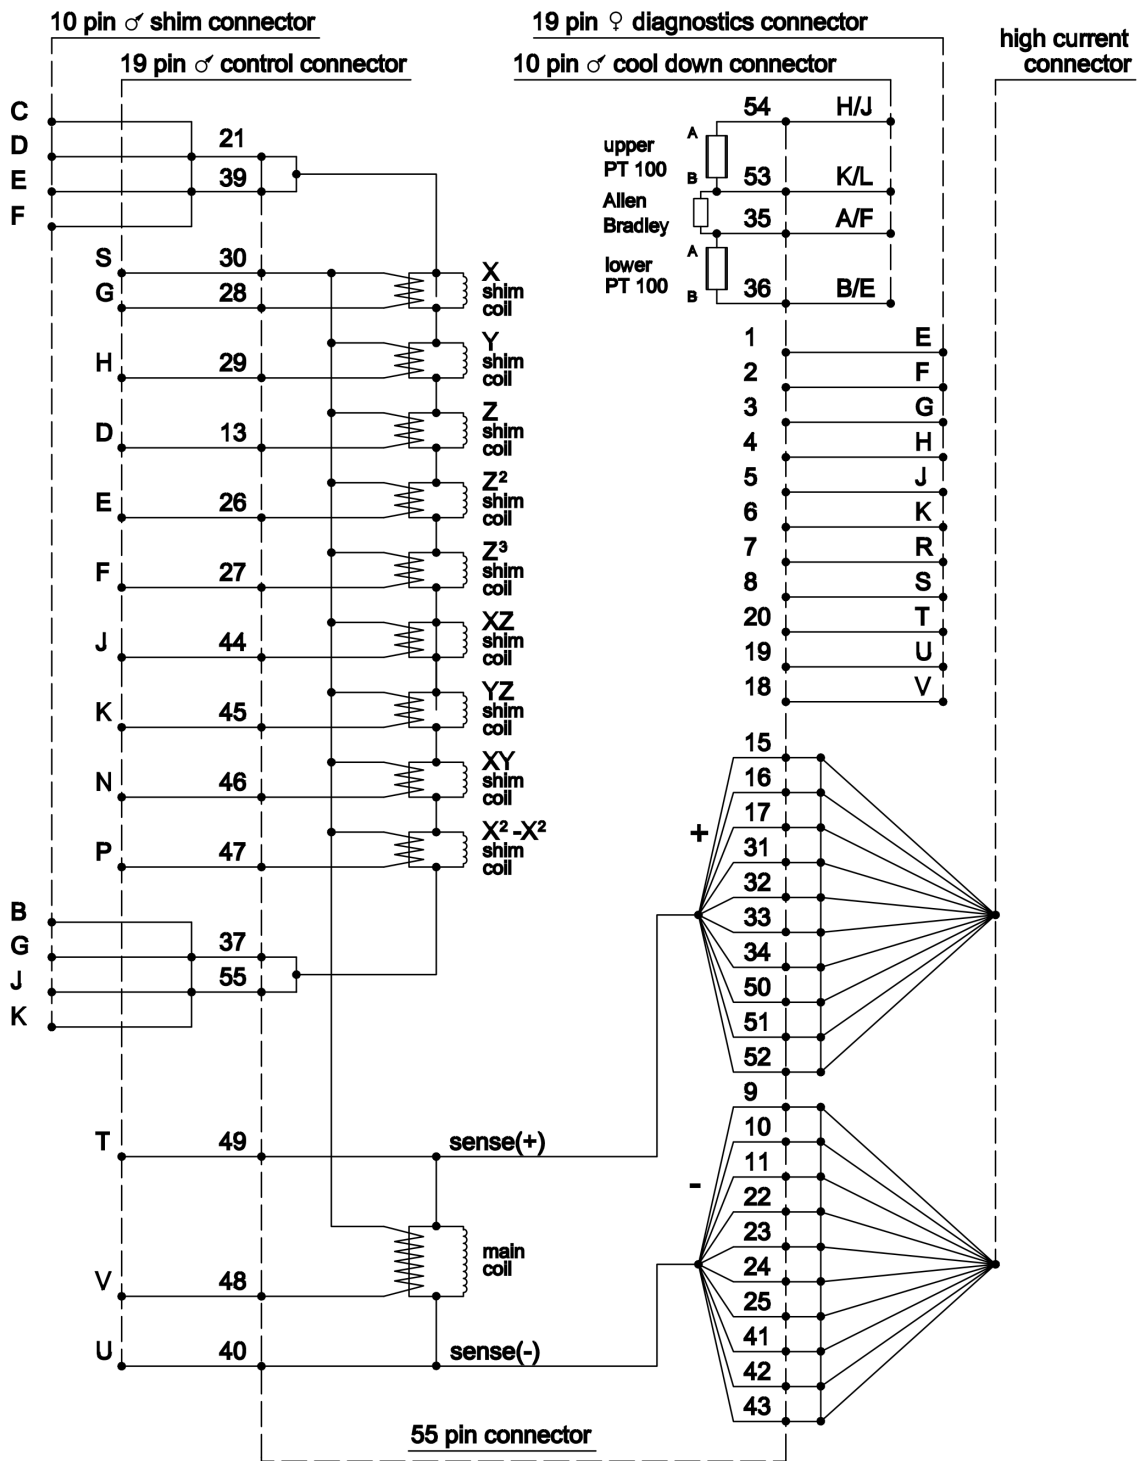 10 pin ♂ shim connector
19 pin ♂ control connector
19 pin ♀ diagnostics connector
10 pin ♂ cool down connector
high current
connector
C
D 21
E 39
F
S 30
G 28
X
shim
coil
H 29
Y
shim
coil
D 13
Z
shim
coil
E 26
Z²
shim
coil
F 27
Z³
shim
coil
J 44
XZ
shim
coil
K 45
YZ
shim
coil
N 46
XY
shim
coil
P 47
X² -X²
shim
coil
B
G 37
J 55
K
T 49 sense(+)
V 48
main
coil
U 40 sense(-)
54 H/J
A
upper
PT 100
B
53 K/L
Allen
Bradley
35 A/F
A
lower
PT 100
B
36 B/E
1 E
2 F
3 G
4 H
5 J
6 K
7 R
8 S
20 T
19 U
18 V
15
16
17
+
31
32
33
34
50
51
52
9
10
11
-
22
23
24
25
41
42
43
55 pin connector